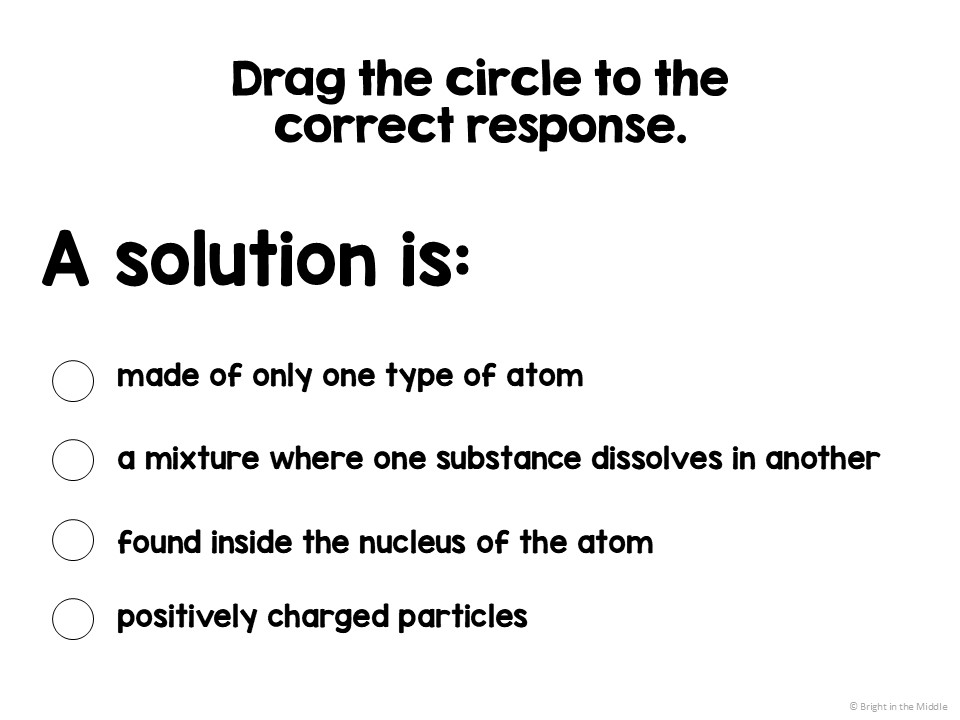 Drag the circle to the
correct response.
A solution is:
made of only one type of atom
a mixture where one substance dissolves in another
found inside the nucleus of the atom
positively charged particles
© Bright in the Middle